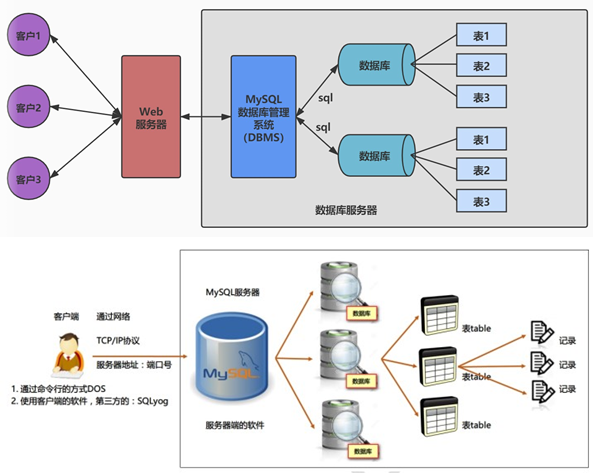 客户1
客户2
客户3
Web
服务器
MySQL
数据库管理
系统
(DBMS)
sql
sql
数据库
数据库
表1
表2
表3
表1
表2
表3
数据库服务器
客户端
通过网络
TCP/IP协议
服务器地址：端口号
1. 通过命令行的方式DOS
2. 使用客户端的软件，第三方的：SQLyog
MySQL服务器
MySQL
服务器端的软件
数据库
数据库
数据库
表table
表table
表table
记录
记录
记录